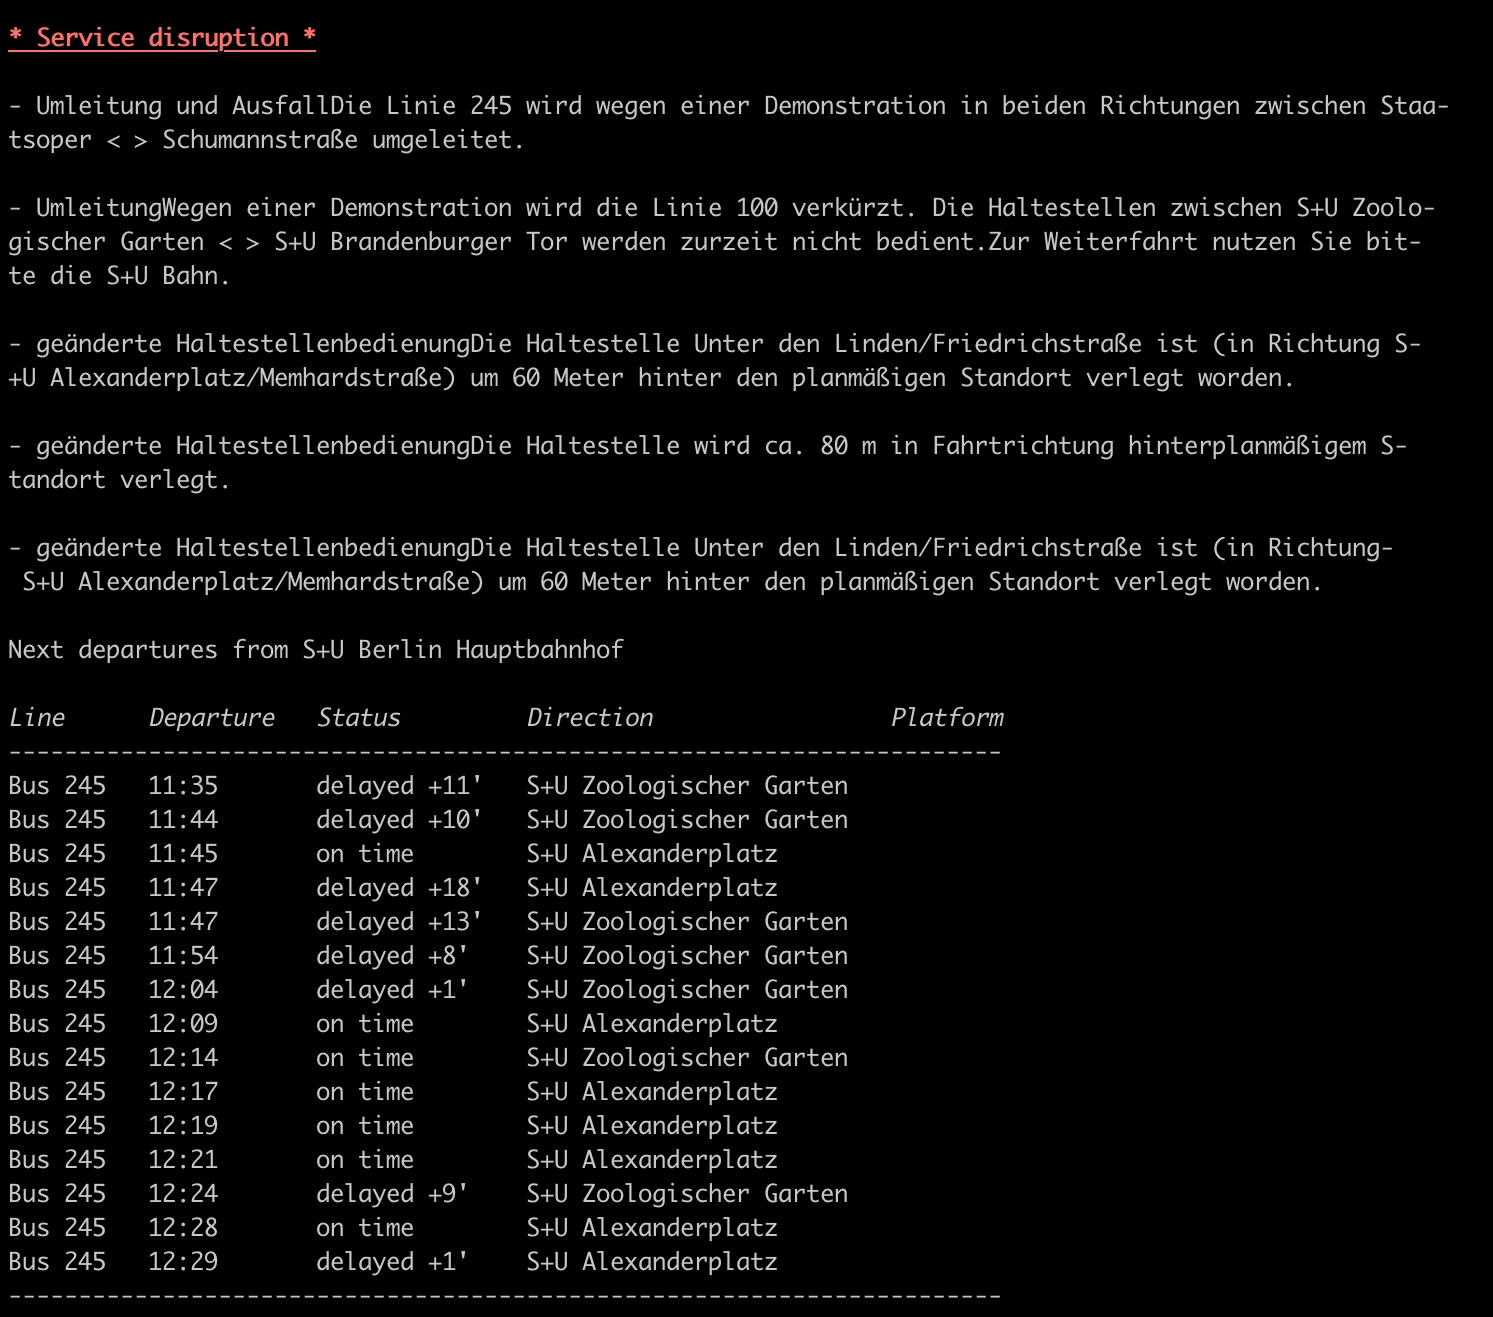 * Service disruption *
- Umleitung und AusfallDie Linie 245 wird wegen einer Demonstration in beiden Richtungen zwischen Staa-
tsoper < > Schumannstraße umgeleitet.
- UmleitungWegen einer Demonstration wird die Linie 100 verkürzt. Die Haltestellen zwischen S+U Zoolo-
gischer Garten < > S+U Brandenburger Tor werden zurzeit nicht bedient.Zur Weiterfahrt nutzen Sie bit-
te die S+U Bahn.
- geänderte HaltestellenbedienungDie Haltestelle Unter den Linden/Friedrichstraße ist (in Richtung S-
+U Alexanderplatz/Memhardstraße) um 60 Meter hinter den planmäßigen Standort verlegt worden.
- geänderte HaltestellenbedienungDie Haltestelle wird ca. 80 m in Fahrtrichtung hinterplanmäßigem S-
tandort verlegt.
- geänderte HaltestellenbedienungDie Haltestelle Unter den Linden/Friedrichstraße ist (in Richtung-
S+U Alexanderplatz/Memhardstraße) um 60 Meter hinter den planmäßigen Standort verlegt worden.
Next departures from S+U Berlin Hauptbahnhof
Line Departure Status Direction Platform
-----------------------------------------------------------------------
Bus 245 11:35 delayed +11' S+U Zoologischer Garten
Bus 245 11:44 delayed +10' S+U Zoologischer Garten
Bus 245 11:45 on time S+U Alexanderplatz
Bus 245 11:47 delayed +18' S+U Alexanderplatz
Bus 245 11:47 delayed +13' S+U Zoologischer Garten
Bus 245 11:54 delayed +8' S+U Zoologischer Garten
Bus 245 12:04 delayed +1' S+U Zoologischer Garten
Bus 245 12:09 on time S+U Alexanderplatz
Bus 245 12:14 on time S+U Zoologischer Garten
Bus 245 12:17 on time S+U Alexanderplatz
Bus 245 12:19 on time S+U Alexanderplatz
Bus 245 12:21 on time S+U Alexanderplatz
Bus 245 12:24 delayed +9' S+U Zoologischer Garten
Bus 245 12:28 on time S+U Alexanderplatz
Bus 245 12:29 delayed +1' S+U Alexanderplatz
-----------------------------------------------------------------------